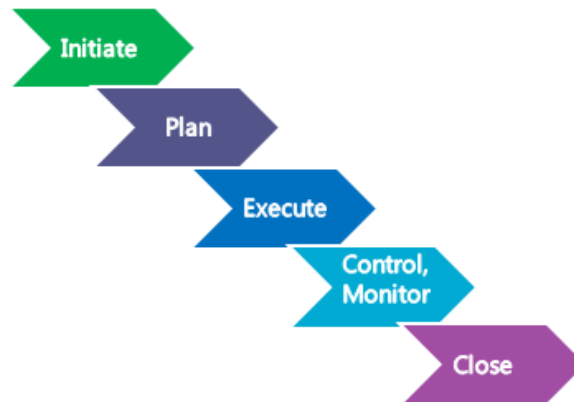 Initiate
Plan
Execute
Control,
Monitor
Close